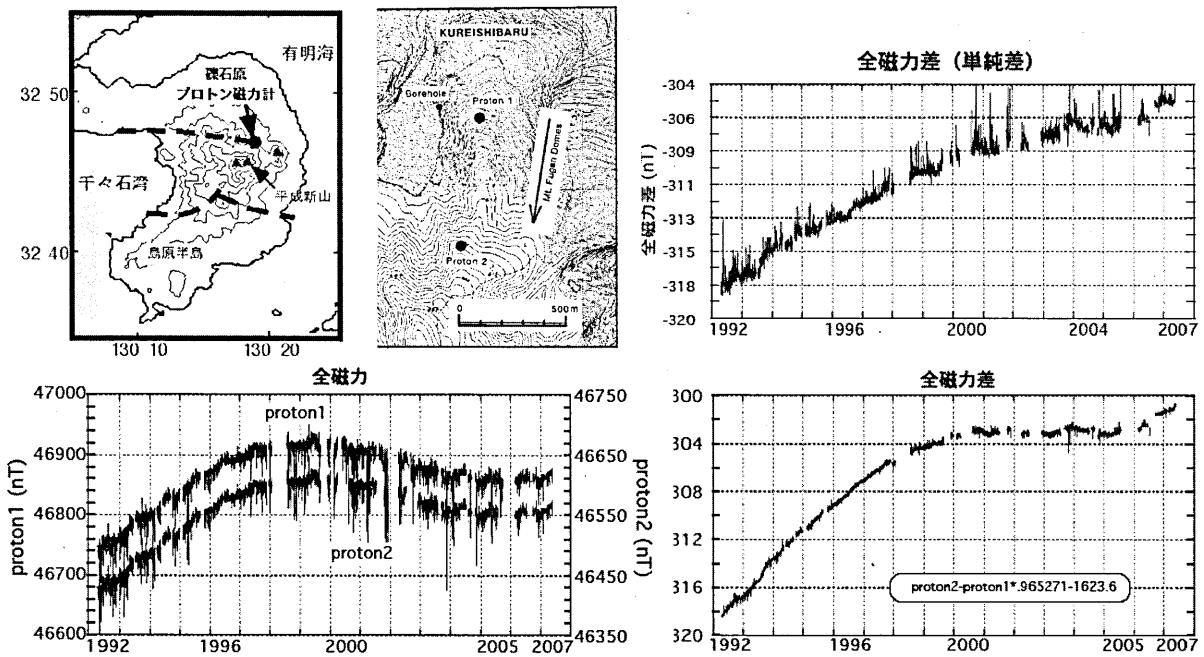 有明海
礫石原
プロトン磁力計
32 50
千々石湾
平成新山
32 40
島原半島
130 10
130 20
KUREISHIBARU
Borehole
Proton 1
Mt. Fugen Domes
Proton 2
0
500m
全磁力差 (単純差)
全磁力差 (nT)
-304
-306
-309
-311
-313
-315
-318
-320
1992
1996
2000
2004
2007
全磁力
proton1 (nT)
47000
46900
46800
46700
46600
proton1
proton2
46750
46650
46550
46450
46350
proton2 (nT)
1992
1996
2000
2005
2007
全磁力差
300
304
308
312
316
320
proton2-proton1*.965271-1623.6
1992
1996
2000
2005
2007